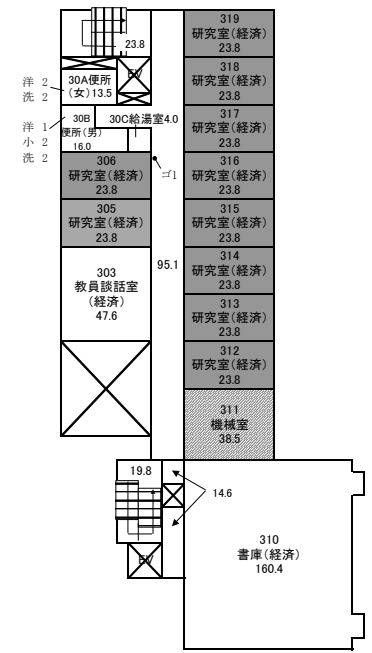 319
研究室（経済）
23.8
23.8
318
研究室（経済）
23.8
EV
洋 2
洗 2
30A便所
（女）13.5
317
研究室（経済）
23.8
洋 1
小 2
洗 2
30B
便所（男）
16.0
30C給湯室4.0
ゴ1
316
研究室（経済）
23.8
306
研究室（経済）
23.8
315
研究室（経済）
23.8
305
研究室（経済）
23.8
95.1
314
研究室（経済）
23.8
303
教員談話室
（経済）
47.6
313
研究室（経済）
23.8
312
研究室（経済）
23.8
311
機械室
38.5
19.8
14.6
EV
310
書庫（経済）
160.4